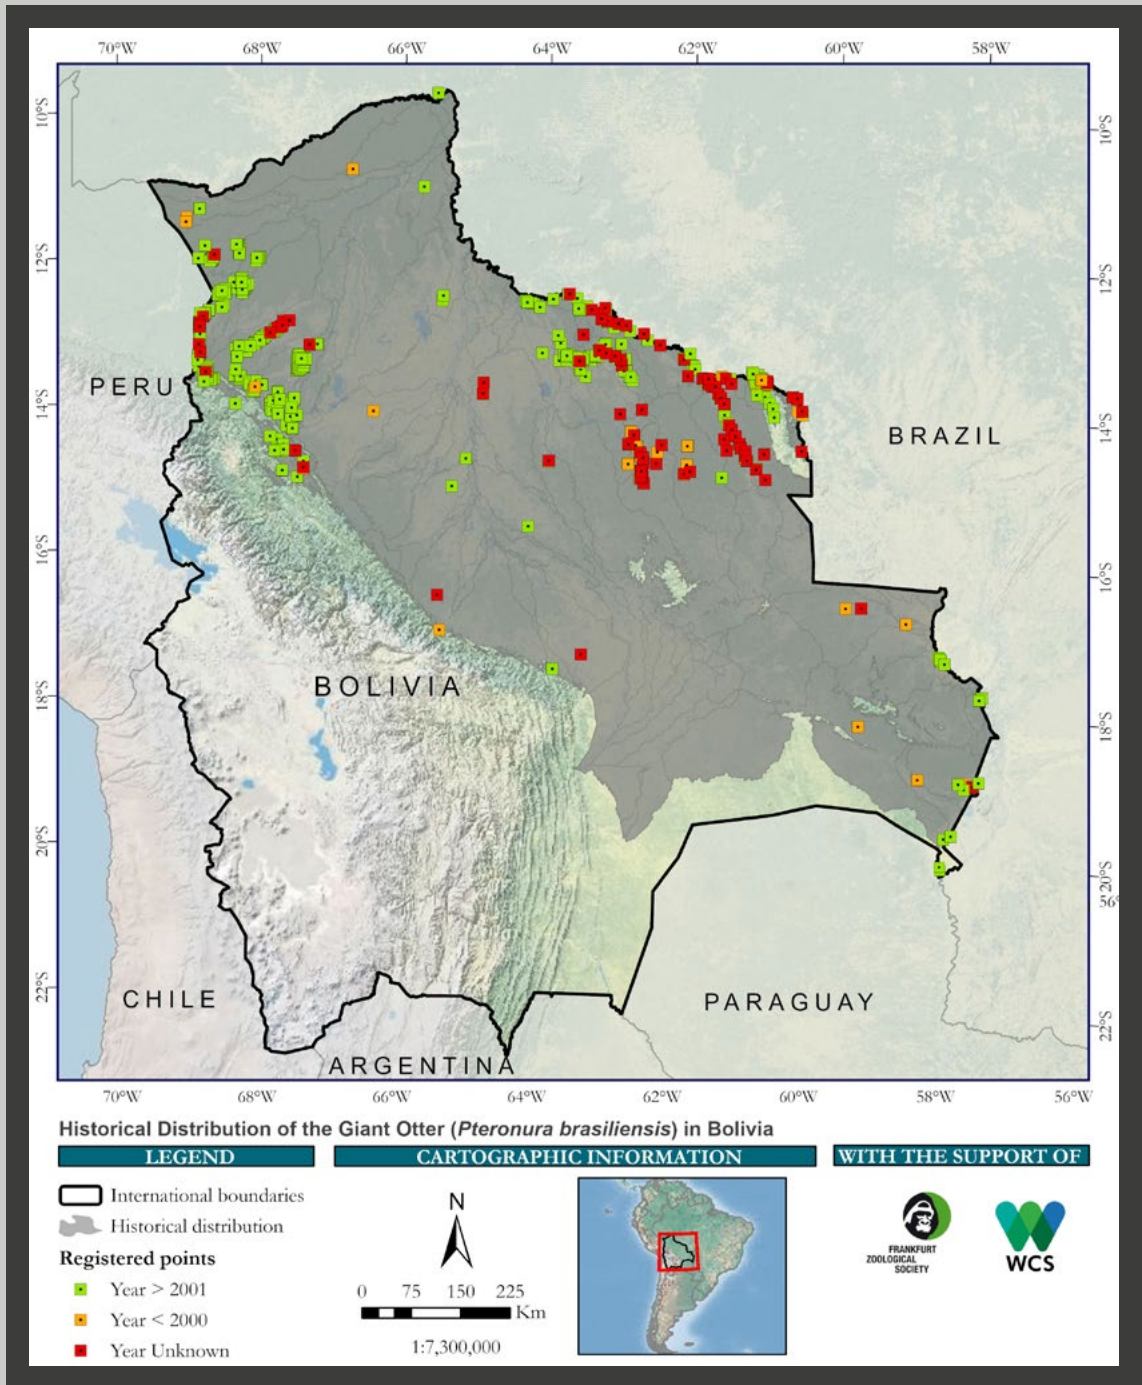 70°W 68°W 66°W 64°W 62°W 60°W 58°W
10°S
10°S
12°S
12°S
PERU
14°S
14°S
BRAZIL
16°S
16°S
BOLIVIA
18°S
18°S
20°S
20°S
56°
CHILE
22°S
PARAGUAY
22°S
ARGENTINA
70°W 68°W 66°W 64°W 62°W 60°W 58°W 56°W
Historical Distribution of the Giant Otter (Pteronura brasiliensis) in Bolivia
LEGEND
International boundaries
Historical distribution
Registered points
Year > 2001
Year < 2000
Year Unknown
CARTOGRAPHIC INFORMATION
N
0 75 150 225
Km
1:7,300,000
WITH THE SUPPORT OF
FRANKFURT
ZOOLOGICAL
SOCIETY
WCS